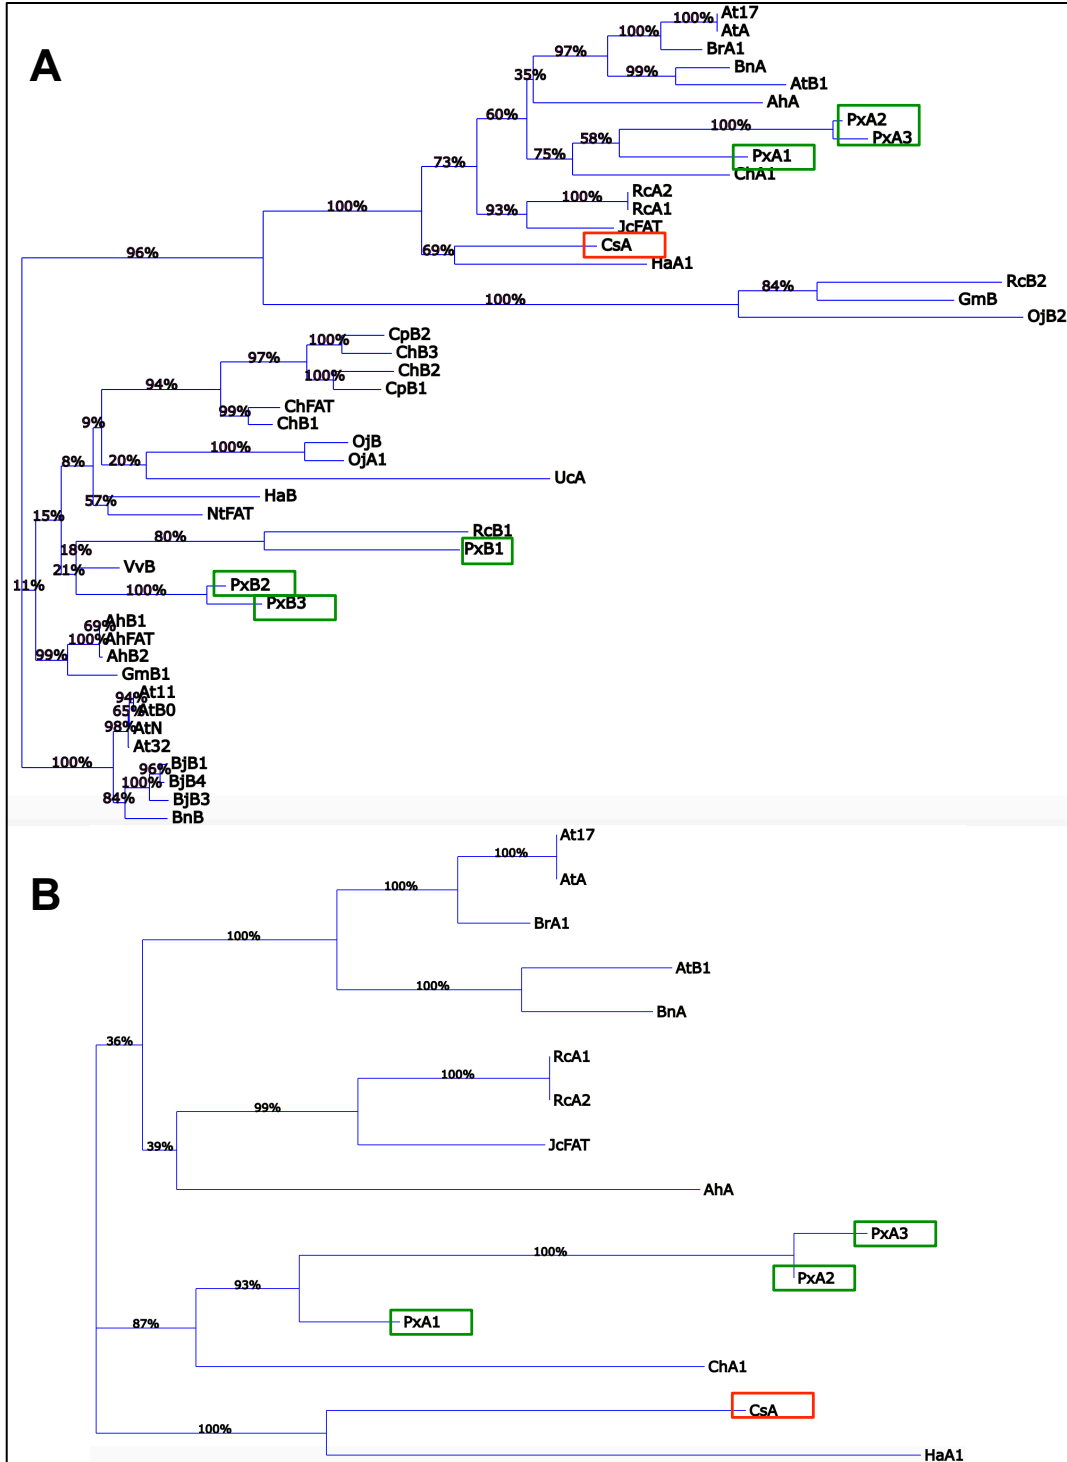 A
100% At17
AtA
100%
97% BrA1
BnA
35% 99%
AtB1
AhA
60% 100% PxA2
58% PxA3
75% PxA1
73% ChA1
100% RcA2
100% 93% RcA1
JcFAT
69% CsA
96% HaA1
84% RcB2
100% GmB
OjB2
CpB2
100%
97% ChB3
100% ChB2
94% CpB1
99% ChFAT
9% ChB1
100% OjB
8% 20% OjA1
UcA
57% HaB
15% NtFAT
80% RcB1
18% PxB1
21% VvB
11% 100% PxB2
PxB3
69% AhB1
100% AhFAT
99% AhB2
GmB1
94% At11
65% AtB0
98% AtN
At32
100% 96% BjB1
100% BjB4
84% BjB3
BnB
B
At17
100%
AtA
100%
BrA1
100%
AtB1
100%
BnA
36%
RcA1
100%
RcA2
99%
39% JcFAT
AhA
PxA3
100%
PxA2
93%
87% PxA1
ChA1
CsA
100%
HaA1